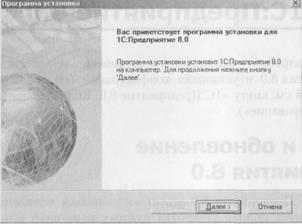 Программа установки
Вас приветствует программа установки для
1С:Предприятие 8.0
Программа установки установит 1С:Предприятие 8.0
на компьютер. Для продолжения нажмите кнопку
'Далее'.
Далее >
Отмена